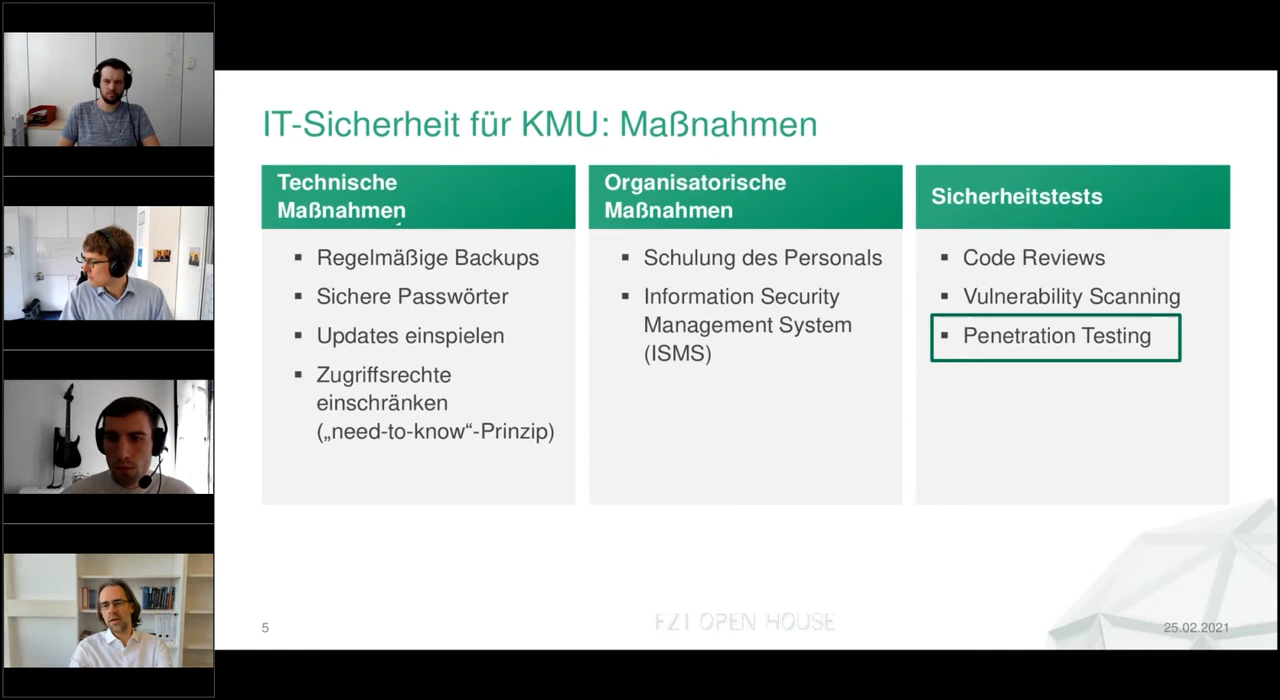 IT-Sicherheit für KMU: Maßnahmen
Technische
Maßnahmen
▪ Regelmäßige Backups
▪ Sichere Passwörter
▪ Updates einspielen
▪ Zugriffsrechte
einschränken
(„need-to-know“-Prinzip)
Organisatorische
Maßnahmen
▪ Schulung des Personals
▪ Information Security
Management System
(ISMS)
Sicherheitstests
▪ Code Reviews
▪ Vulnerability Scanning
▪ Penetration Testing
5
FZI OPEN HOUSE
25.02.2021